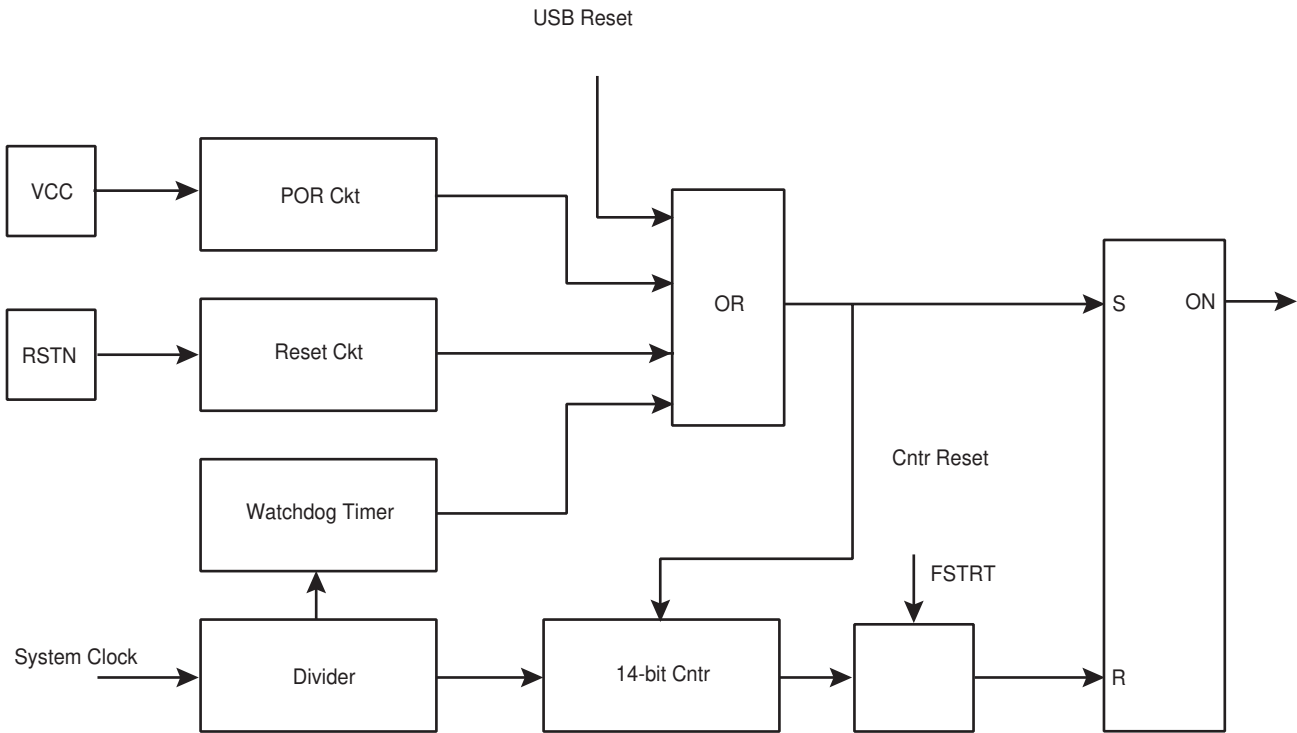 USB Reset
VCC
POR Ckt
RSTN
Reset Ckt
OR
S
ON
Watchdog Timer
Cntr Reset
FSTRT
System Clock
Divider
14-bit Cntr
R